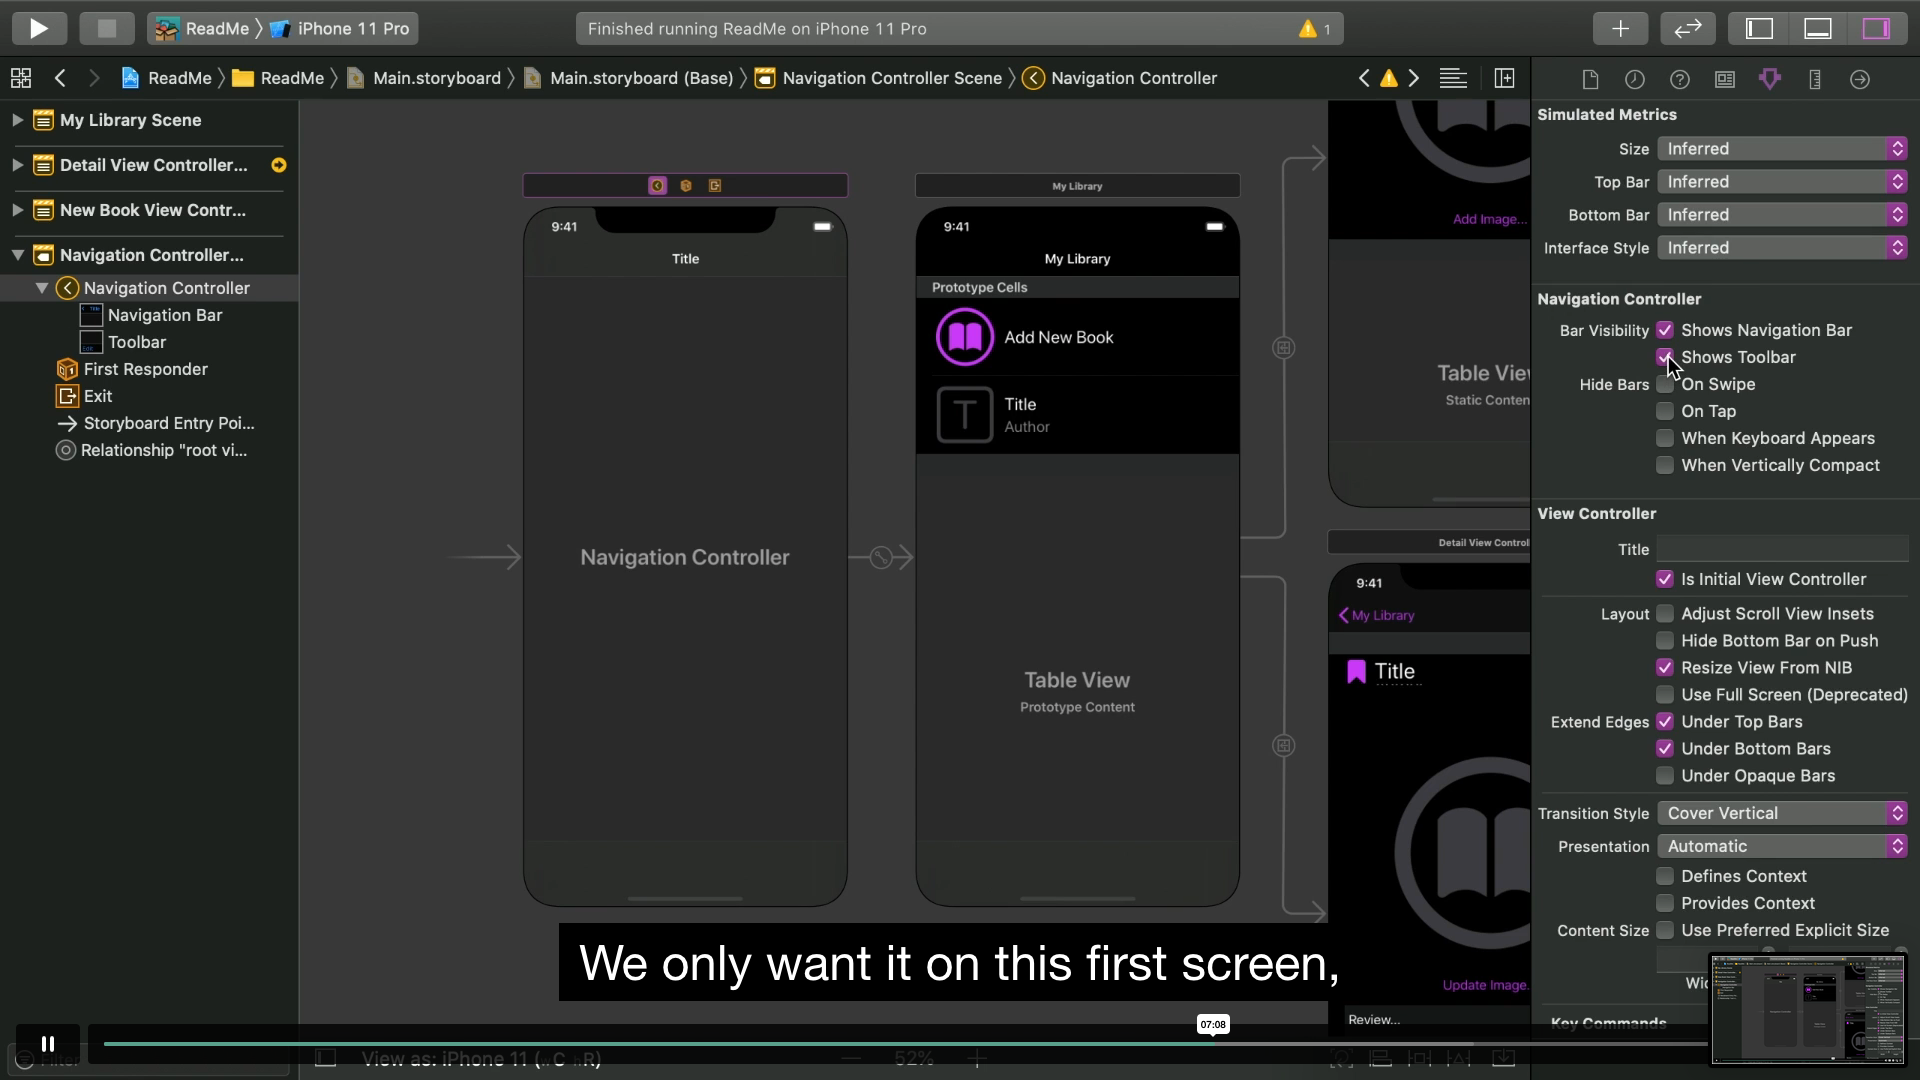 ReadMe
iPhone 11 Pro
Finished running ReadMe on iPhone 11 Pro
1
ReadMe
ReadMe
Main.storyboard
Main.storyboard (Base)
Navigation Controller Scene
Navigation Controller
My Library Scene
Detail View Controller...
New Book View Contr...
Navigation Controller...
Navigation Controller
Navigation Bar
Toolbar
First Responder
Exit
Storyboard Entry Poi...
Relationship "root vi...
9:41
Title
Navigation Controller
My Library
9:41
My Library
Prototype Cells
Add New Book
T
Title
Author
Table View
Prototype Content
Add Image...
Table Vie
Static Conten
Detail View Control
9:41
My Library
Title
Update Image.
Review...
Simulated Metrics
Size Inferred
Top Bar Inferred
Bottom Bar Inferred
Interface Style Inferred
Navigation Controller
Bar Visibility Shows Navigation Bar
Shows Toolbar
Hide Bars On Swipe
On Tap
When Keyboard Appears
When Vertically Compact
View Controller
Title
Is Initial View Controller
Layout Adjust Scroll View Insets
Hide Bottom Bar on Push
Resize View From NIB
Use Full Screen (Deprecated)
Extend Edges Under Top Bars
Under Bottom Bars
Under Opaque Bars
Transition Style Cover Vertical
Presentation Automatic
Defines Context
Provides Context
Content Size Use Preferred Explicit Size
Key Commands
We only want it on this first screen,
07:08
Filter
View as: iPhone 11 (wC hR)
52%